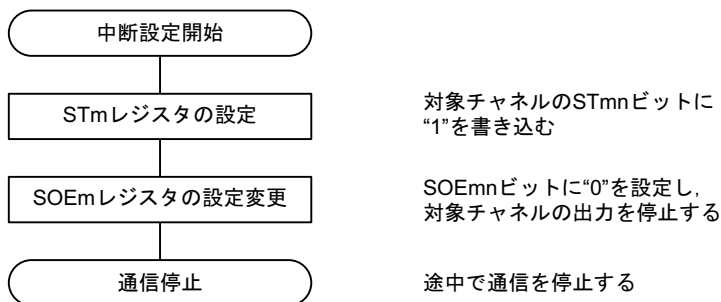 中断設定開始
STmレジスタの設定
対象チャネルのSTmnビットに
“1”を書き込む
SOEmレジスタの設定変更
SOEmnビットに“0”を設定し,
対象チャネルの出力を停止する
通信停止
途中で通信を停止する